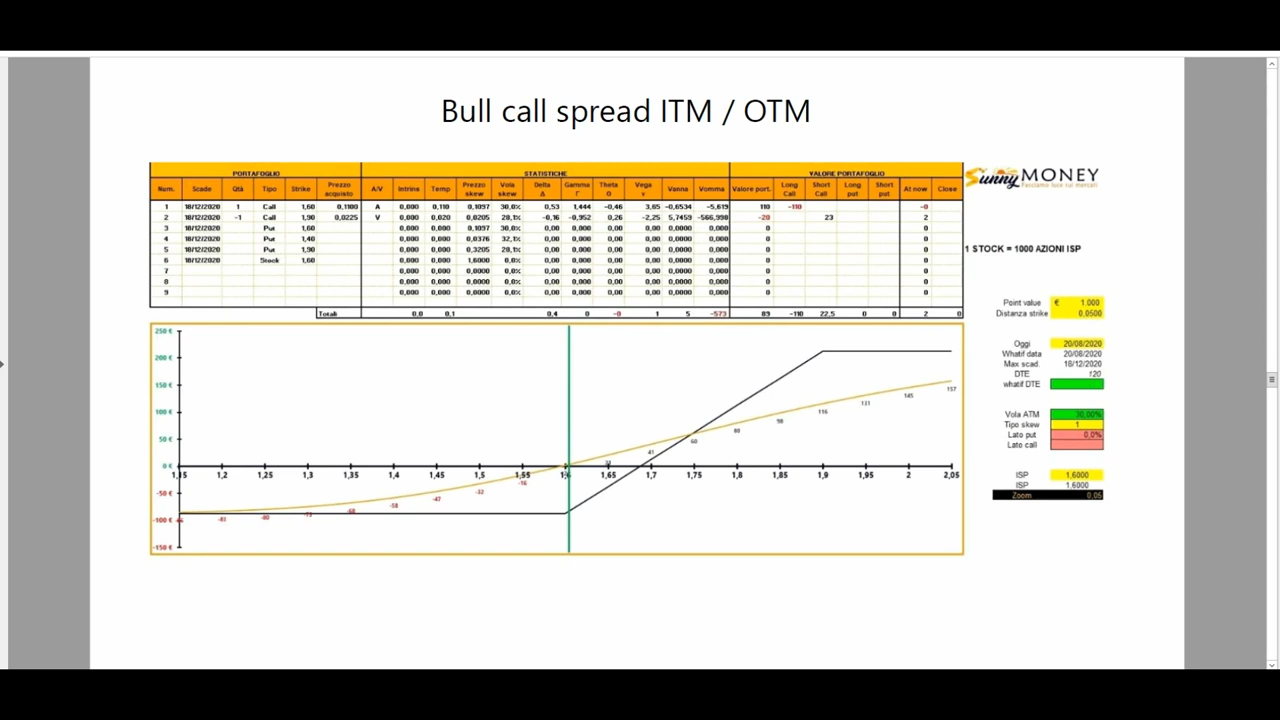 Bull call spread ITM / OTM
PORTAFOGLIO STATISTICHE VALORE PORTAFOGLIO
Num. Scade Qtà Tipo Strike Prezzo acquisto A/V Intrins Temp Prezzo skew Vola skew Delta Δ Gamma Γ Theta Θ Vega v Vanna Vomma Valore port. Long Call Short Call Long put Short put At now Close
1 18/12/2020 1 Call 1,60 0,1100 A 0,000 0,110 0,1097 30,0% 0,53 1,444 -0,46 3,65 -0,6534 -5,619 110 -110 -0
2 18/12/2020 -1 Call 1,90 0,0225 V 0,000 0,020 0,0205 28,1% -0,16 -0,952 0,26 -2,25 5,7459 -566,998 -20 23 2
3 18/12/2020 Put 1,60 0,000 0,000 0,1097 30,0% 0,00 0,000 0,00 0,00 0,0000 0,000 0 0
4 18/12/2020 Put 1,40 0,000 0,000 0,0376 32,1% 0,00 0,000 0,00 0,00 0,0000 0,000 0 0
5 18/12/2020 Put 1,90 0,000 0,000 0,3205 28,1% 0,00 0,000 0,00 0,00 0,0000 0,000 0 0
6 18/12/2020 Stock 1,60 0,000 0,000 1,6000 0,0% 0,00 0,000 0,00 0,00 0,0000 0,000 0 0
7 0,000 0,000 0,0000 0,0% 0,00 0,000 0,00 0,00 0,0000 0,000 0 0
8 0,000 0,000 0,0000 0,0% 0,00 0,000 0,00 0,00 0,0000 0,000 0 0
9 0,000 0,000 0,0000 0,0% 0,00 0,000 0,00 0,00 0,0000 0,000 0 0
Totali 0,0 0,1 0,4 0 -0 1 5 -573 89 -110 22,5 0 0 2 0
Sunny MONEY
Facciamo luce sui mercati
1 STOCK = 1000 AZIONI ISP
Point value € 1.000
Distanza strike 0,0500
Oggi 20/08/2020
Whatif data 20/08/2020
Max scad. 18/12/2020
DTE 120
whatif DTE
Vola ATM 30,00%
Tipo skew 1
Lato put 0,0%
Lato call
ISP 1,6000
ISP 1,6000
Zoom 0,05
250 €
200 €
150 €
100 €
50 €
0 €
-50 €
-100 €
-150 €
1,15 1,2 1,25 1,3 1,35 1,4 1,45 1,5 1,55 1,6 1,65 1,7 1,75 1,8 1,85 1,9 1,95 2 2,05
-83 -80 -73 -68 -58 -47 -32 -16 41 60 80 98 116 131 145 157